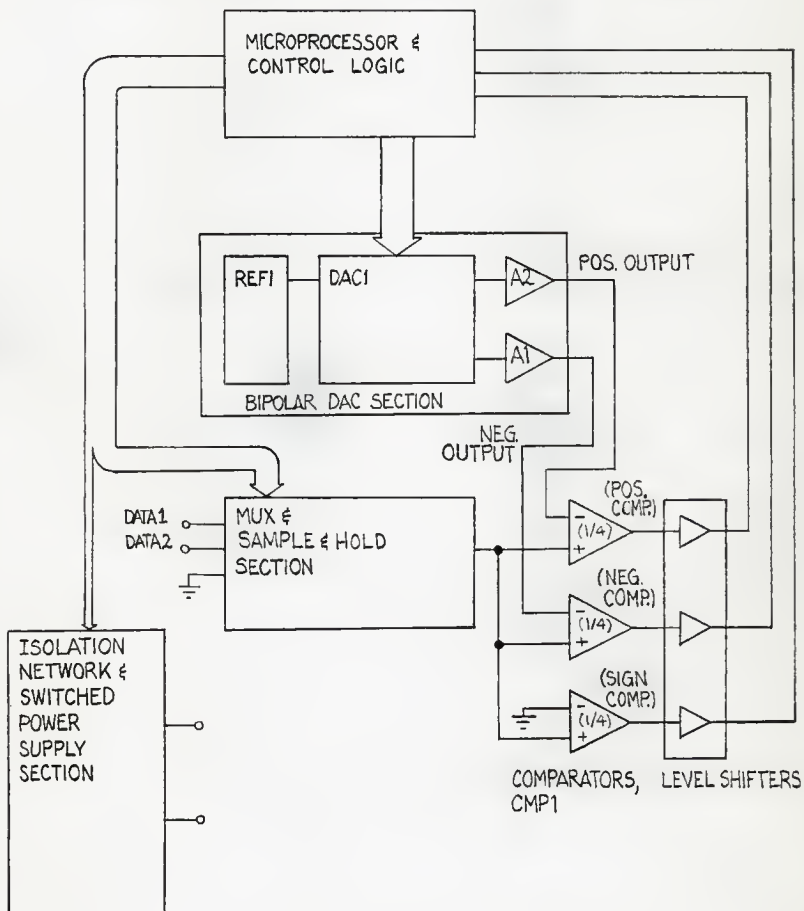 MICROPROCESSOR &
CONTROL LOGIC
REF1
DAC1
A2
POS. OUTPUT
A1
BIPOLAR DAC SECTION
NEG.
OUTPUT
DATA1
DATA2
MUX &
SAMPLE & HOLD
SECTION
(POS.
COMP.)
-
(1/4)
+
(NEG.
COMP.)
-
(1/4)
+
(SIGN
COMP.)
-
(1/4)
+
ISOLATION
NETWORK &
SWITCHED
POWER
SUPPLY
SECTION
COMPARATORS,
CMP1
LEVEL SHIFTERS